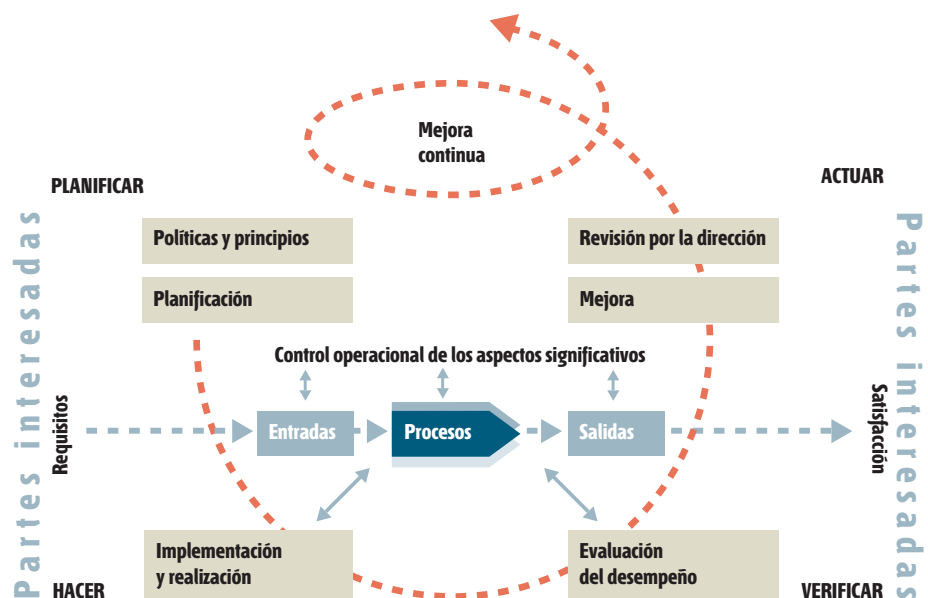 Mejora
continua
PLANIFICAR
ACTUAR
Partes interesadas
Políticas y principios
Revisión por la dirección
Partes interesadas
Planificación
Mejora
Control operacional de los aspectos significativos
Requisitos
Entradas
Procesos
Salidas
Satisfacción
Implementación
y realización
Evaluación
del desempeño
HACER
VERIFICAR